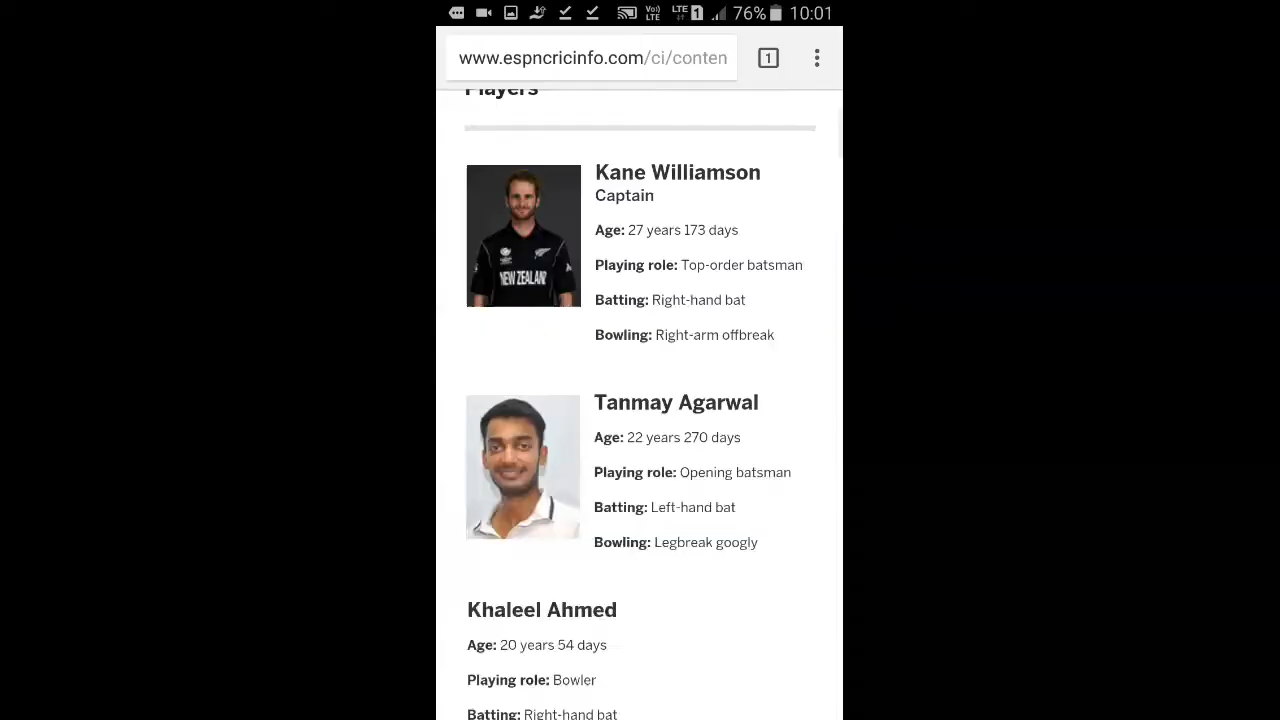 VoLTE LTE 1 76% 10:01
www.espncricinfo.com/ci/conten 1
Players
Kane Williamson
Captain
Age: 27 years 173 days
Playing role: Top-order batsman
Batting: Right-hand bat
Bowling: Right-arm offbreak
NEW ZEALAND
Tanmay Agarwal
Age: 22 years 270 days
Playing role: Opening batsman
Batting: Left-hand bat
Bowling: Legbreak googly
Khaleel Ahmed
Age: 20 years 54 days
Playing role: Bowler
Batting: Right-hand bat